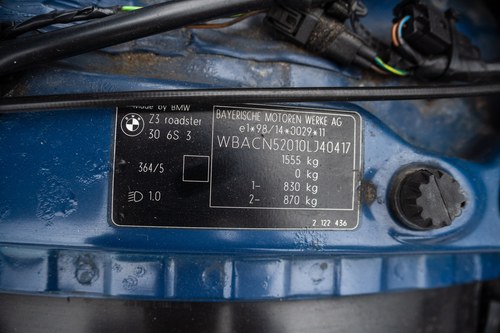 Made by BMW
BMW
Z3 roadster
30 6S 3
364/5
1.0
BAYERISCHE MOTOREN WERKE AG
e1*98/14*0029*11
WBACN52010LJ40417
1555 kg
0 kg
1- 830 kg
2- 870 kg
2 122 436